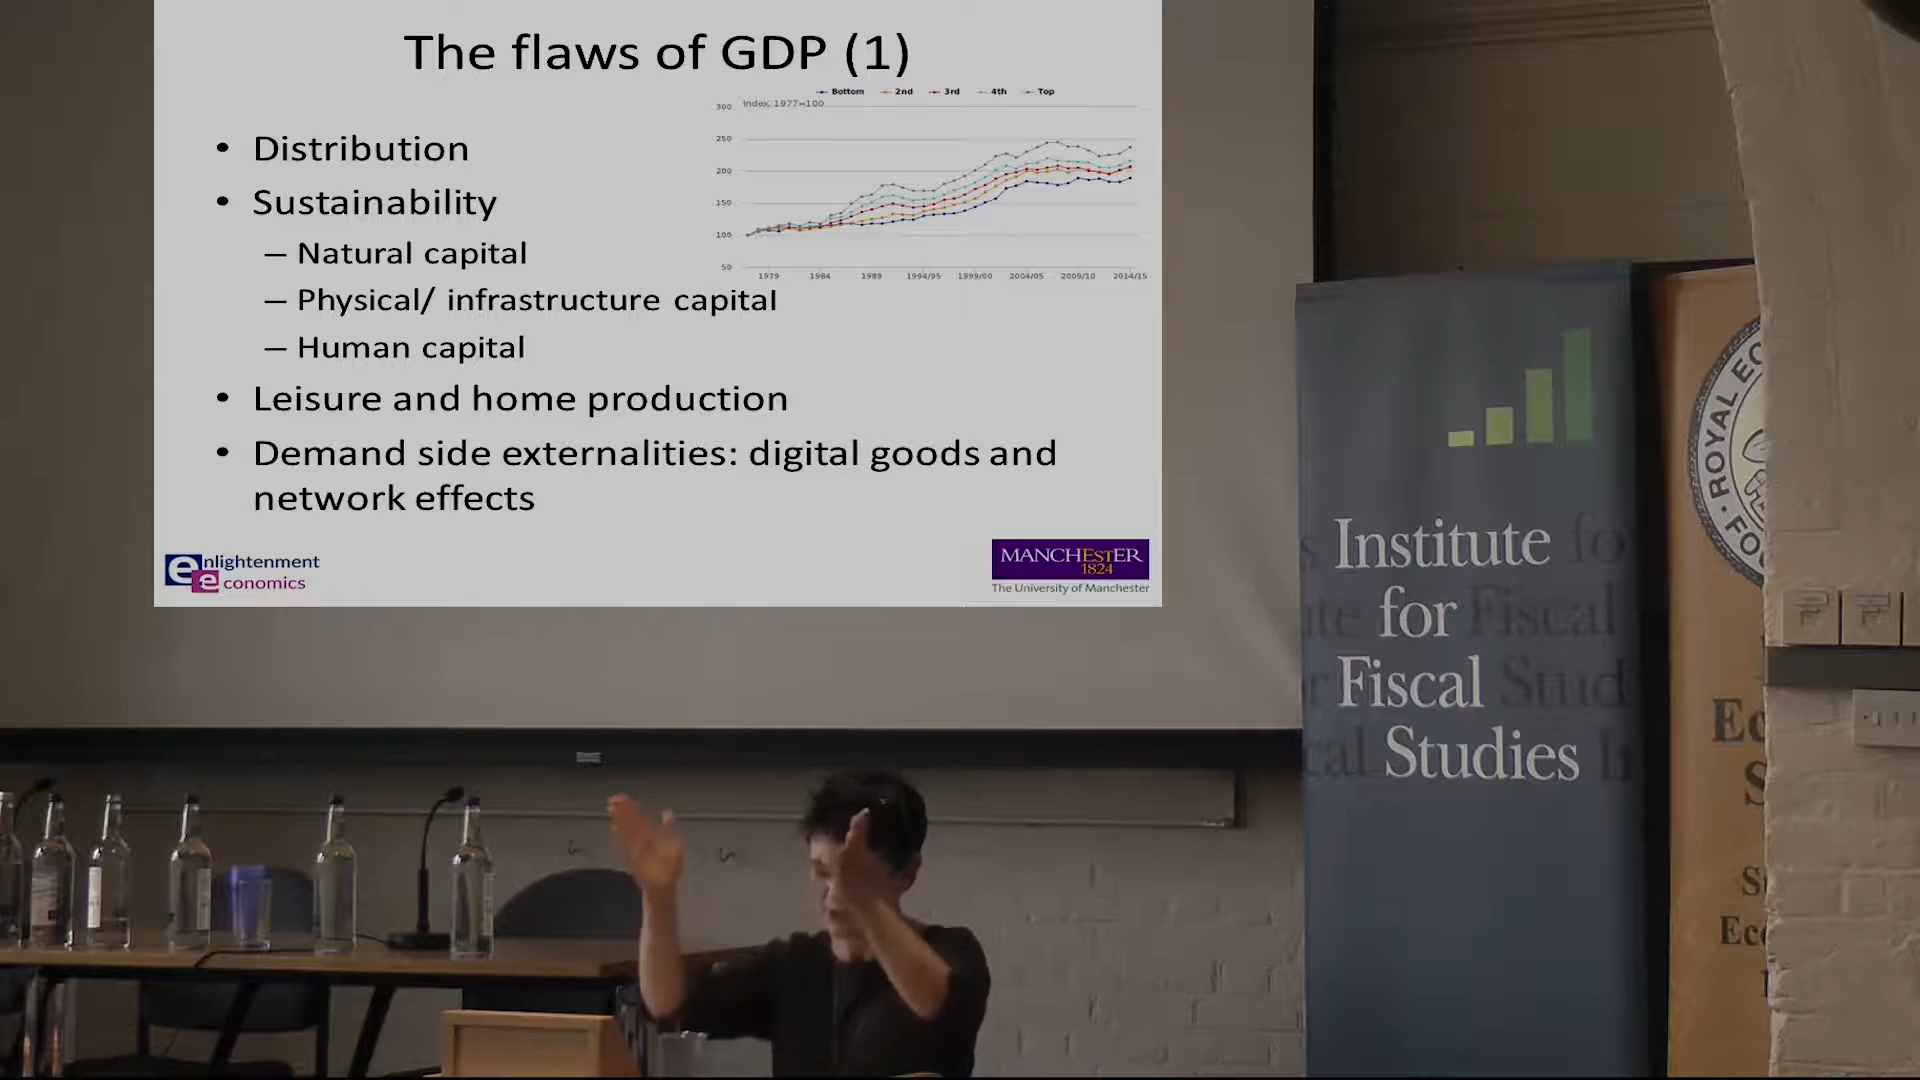 The flaws of GDP (1)
Bottom 2nd 3rd 4th Top
Index, 1977=100
300
250
200
150
100
50
1979 1984 1989 1994/95 1999/00 2004/05 2009/10 2014/15
• Distribution
• Sustainability
– Natural capital
– Physical/ infrastructure capital
– Human capital
• Leisure and home production
• Demand side externalities: digital goods and
network effects
enlightenment
economics
MANCHESTER
1824
The University of Manchester
Institute
for
Fiscal
Studies
Fiscal
ROYAL